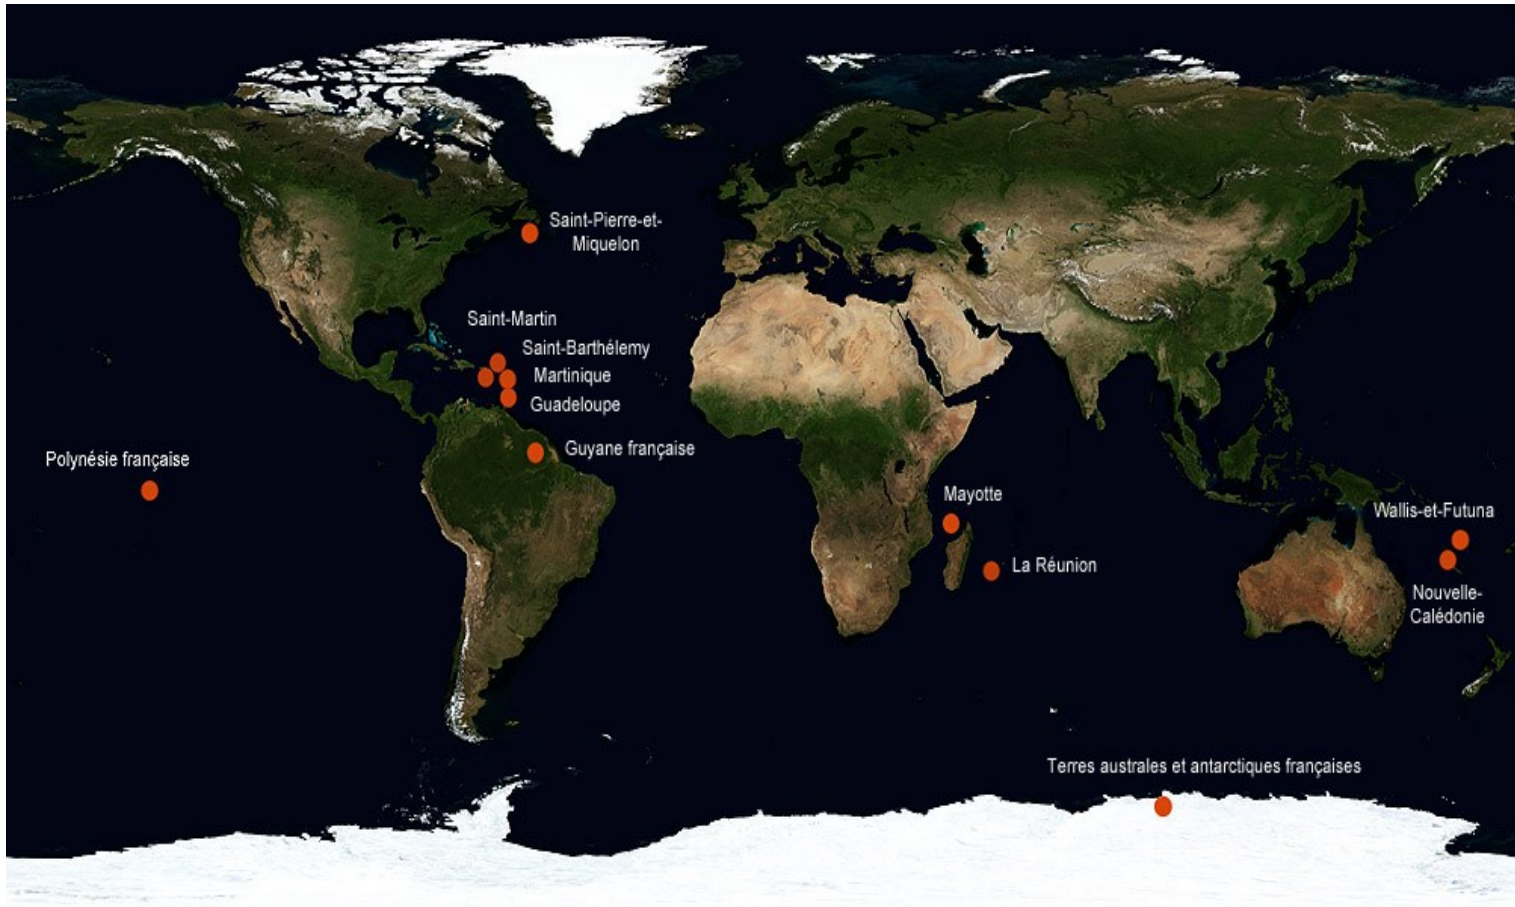 Saint-Pierre-et-
Miquelon
Saint-Martin
Saint-Barthélemy
Martinique
Guadeloupe
Guyane française
Polynésie française
Mayotte
Wallis-et-Futuna
La Réunion
Nouvelle-
Calédonie
Terres australes et antarctiques françaises